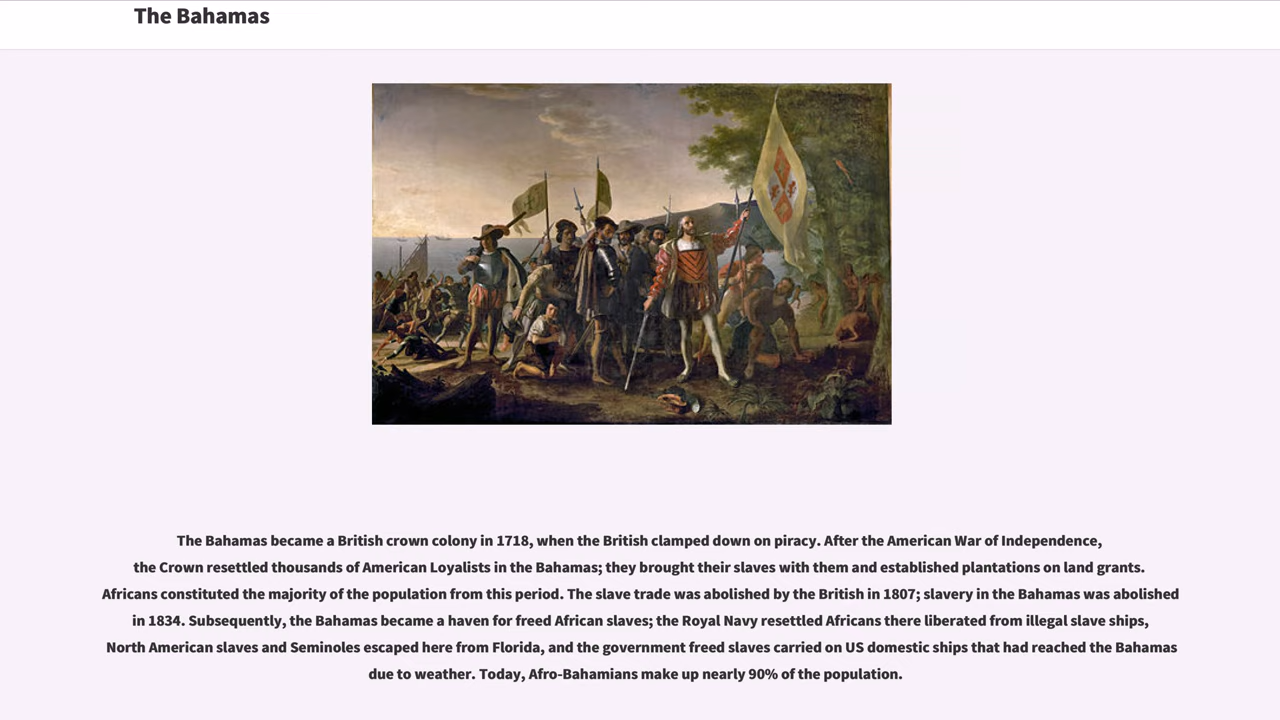 The Bahamas
The Bahamas became a British crown colony in 1718, when the British clamped down on piracy. After the American War of Independence,
the Crown resettled thousands of American Loyalists in the Bahamas; they brought their slaves with them and established plantations on land grants.
Africans constituted the majority of the population from this period. The slave trade was abolished by the British in 1807; slavery in the Bahamas was abolished
in 1834. Subsequently, the Bahamas became a haven for freed African slaves; the Royal Navy resettled Africans there liberated from illegal slave ships,
North American slaves and Seminoles escaped here from Florida, and the government freed slaves carried on US domestic ships that had reached the Bahamas
due to weather. Today, Afro-Bahamians make up nearly 90% of the population.